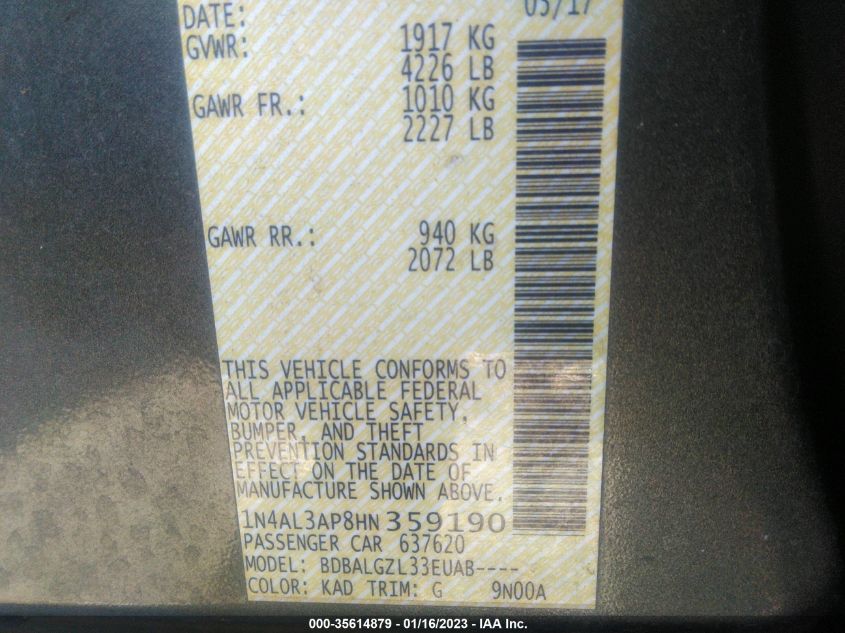 DATE: 05/17
GVWR: 1917 KG
4226 LB
GAWR FR.: 1010 KG
2227 LB
GAWR RR.: 940 KG
2072 LB
THIS VEHICLE CONFORMS TO
ALL APPLICABLE FEDERAL
MOTOR VEHICLE SAFETY,
BUMPER, AND THEFT
PREVENTION STANDARDS IN
EFFECT ON THE DATE OF
MANUFACTURE SHOWN ABOVE.
1N4AL3AP8HN359190
PASSENGER CAR 637620
MODEL: BDBALGZL33EUAB----
COLOR: KAD TRIM: G 9N00A
000-35614879 - 01/16/2023 - IAA Inc.